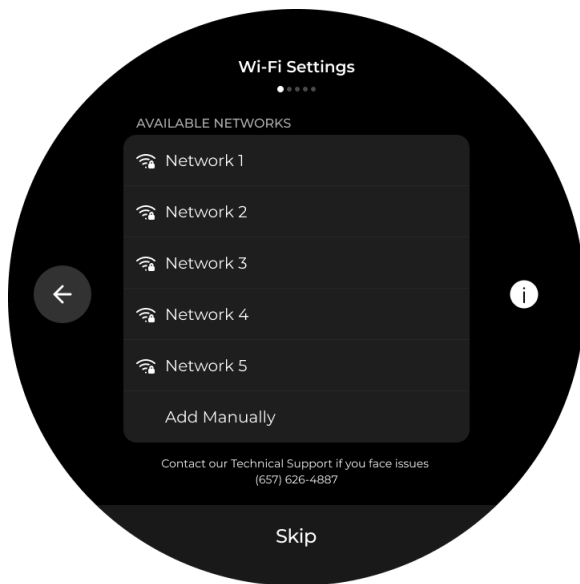 Wi-Fi Settings
AVAILABLE NETWORKS
Network 1
Network 2
Network 3
Network 4
Network 5
Add Manually
i
Contact our Technical Support if you face issues
(657) 626-4887
Skip